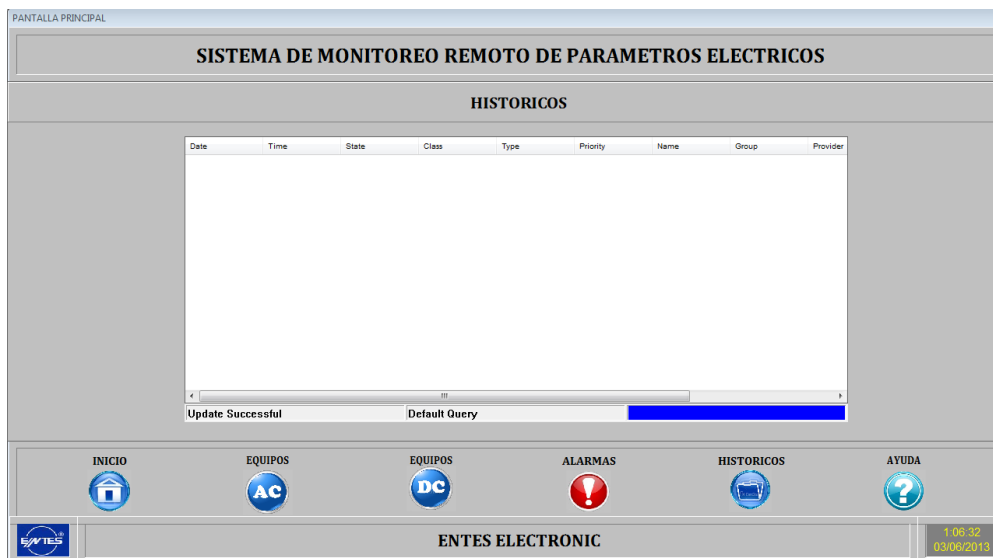 PANTALLA PRINCIPAL
SISTEMA DE MONITOREO REMOTO DE PARAMETROS ELECTRICOS
HISTORICOS
Date Time State Class Type Priority Name Group Provider
Update Successful Default Query
INICIO EQUIPOS EQUIPOS ALARMAS HISTORICOS AYUDA
AC DC
ENTES ENTES ELECTRONIC 1:06:32
03/06/2013